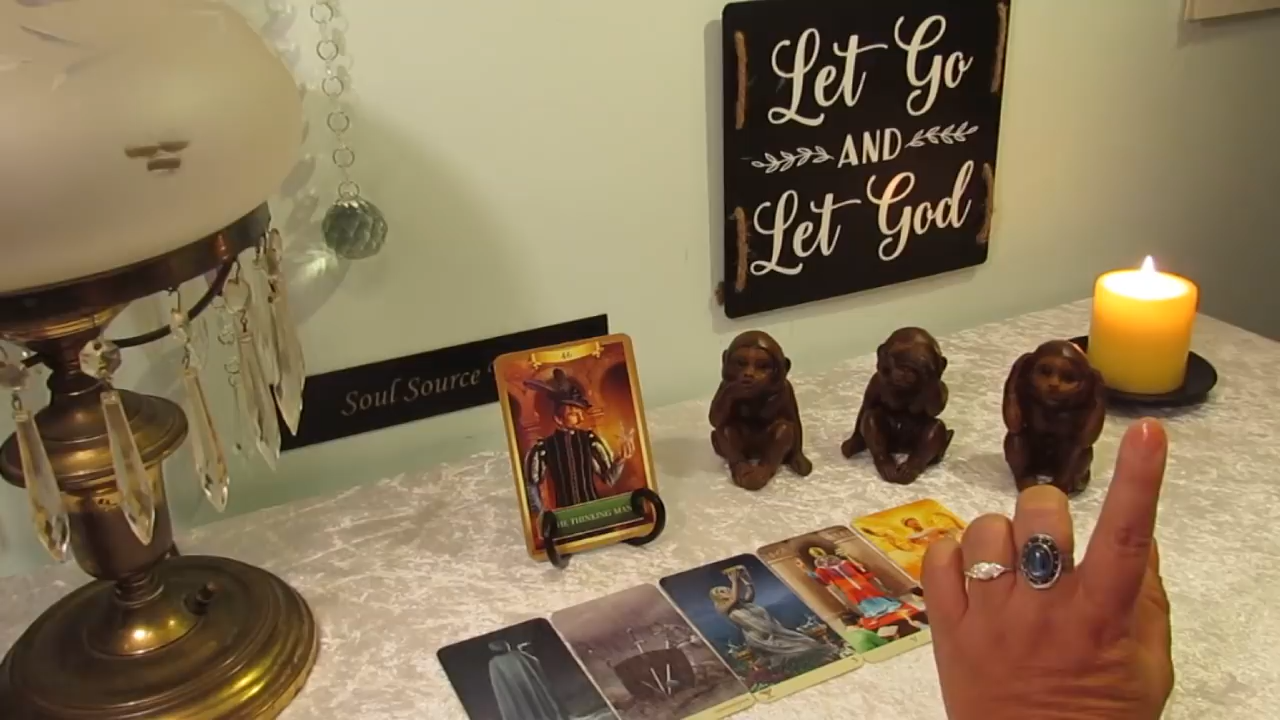 Let Go
AND
Let God
Soul Source
46
THE THINKING MAN